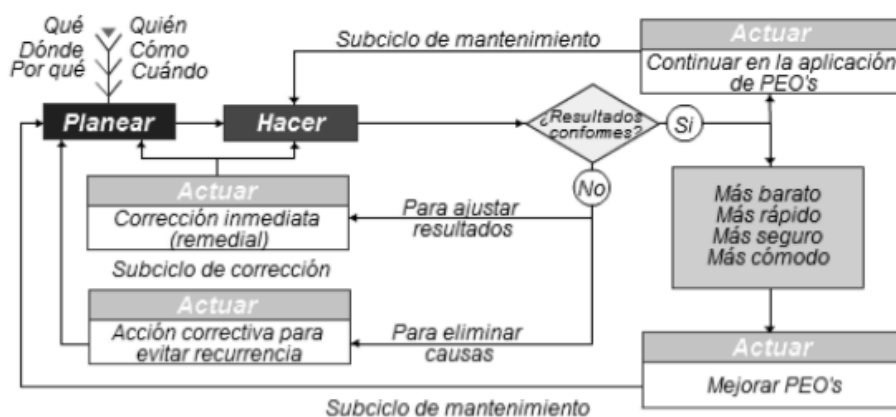 Qué Quién
Dónde Cómo
Por qué Cuándo
Subciclo de mantenimiento
Actuar
Continuar en la aplicación
de PEO's
Planear
Hacer
¿Resultados
conformes?
Si
No
Actuar
Corrección inmediata
(remedial)
Para ajustar
resultados
Más barato
Más rápido
Más seguro
Más cómodo
Subciclo de corrección
Actuar
Acción correctiva para
evitar recurrencia
Para eliminar
causas
Actuar
Mejorar PEO's
Subciclo de mantenimiento